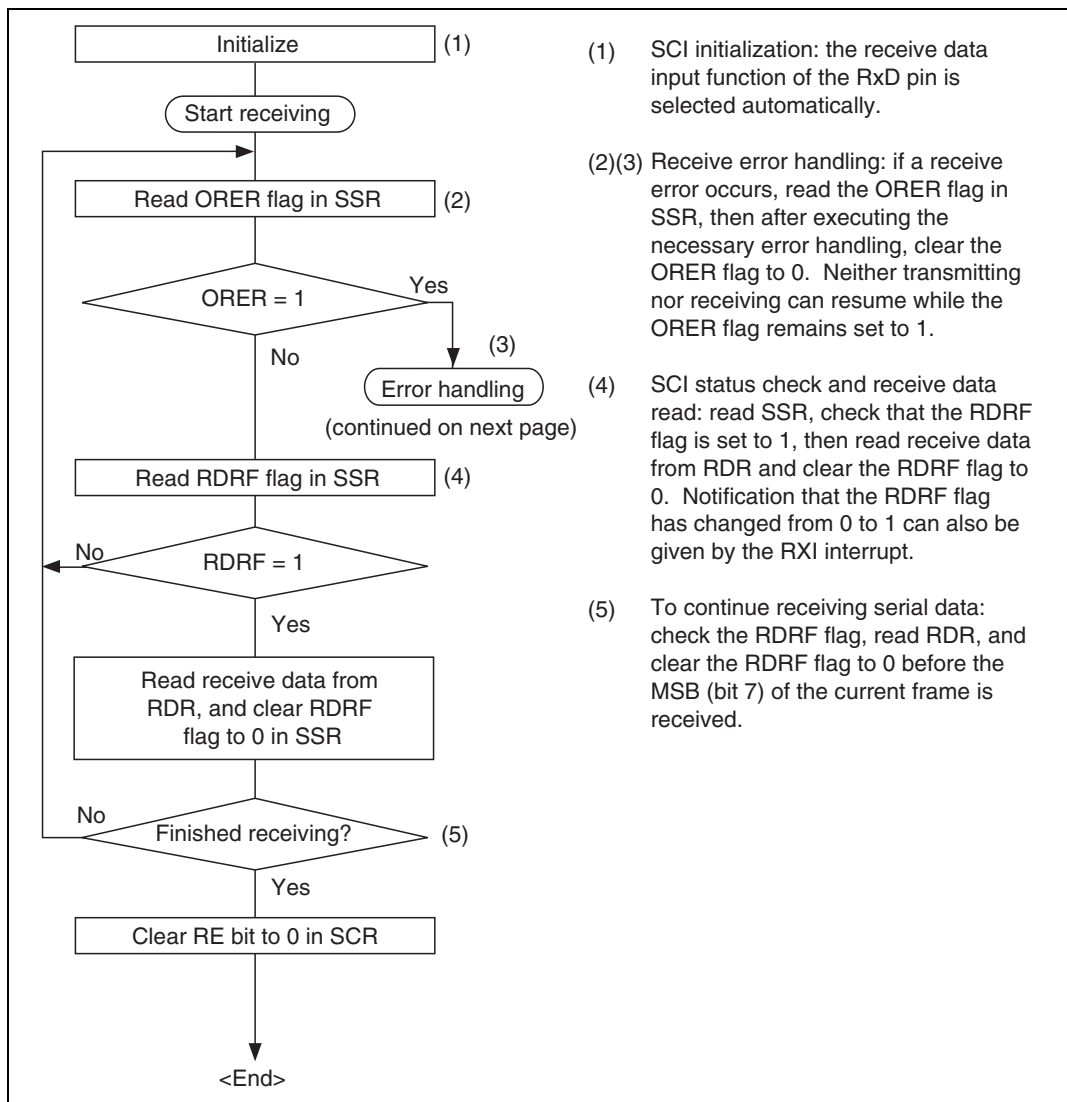 Initialize
(1)
Start receiving
Read ORER flag in SSR
(2)
ORER = 1
Yes
No
(3)
Error handling
(continued on next page)
Read RDRF flag in SSR
(4)
No
RDRF = 1
Yes
Read receive data from
RDR, and clear RDRF
flag to 0 in SSR
No
Finished receiving?
(5)
Yes
Clear RE bit to 0 in SCR
<End>
(1) SCI initialization: the receive data
input function of the RxD pin is
selected automatically.
(2)(3) Receive error handling: if a receive
error occurs, read the ORER flag in
SSR, then after executing the
necessary error handling, clear the
ORER flag to 0. Neither transmitting
nor receiving can resume while the
ORER flag remains set to 1.
(4) SCI status check and receive data
read: read SSR, check that the RDRF
flag is set to 1, then read receive data
from RDR and clear the RDRF flag to
0. Notification that the RDRF flag
has changed from 0 to 1 can also be
given by the RXI interrupt.
(5) To continue receiving serial data:
check the RDRF flag, read RDR, and
clear the RDRF flag to 0 before the
MSB (bit 7) of the current frame is
received.